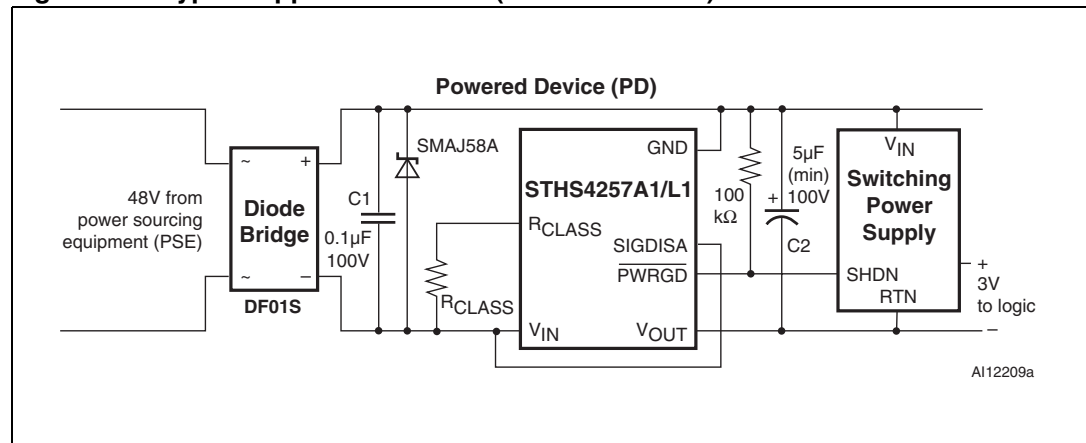 Powered Device (PD)
48V from
power sourcing
equipment (PSE)
~ +
Diode
Bridge
~ −
DF01S
C1
0.1µF
100V
SMAJ58A
RCLASS
STHS4257A1/L1
GND
RCLASS
SIGDISA
PWRGD
VIN
VOUT
100
kΩ
5µF
(min)
+ 100V
C2
VIN
Switching
Power
Supply
SHDN
RTN
+
3V
to logic
−
AI12209a